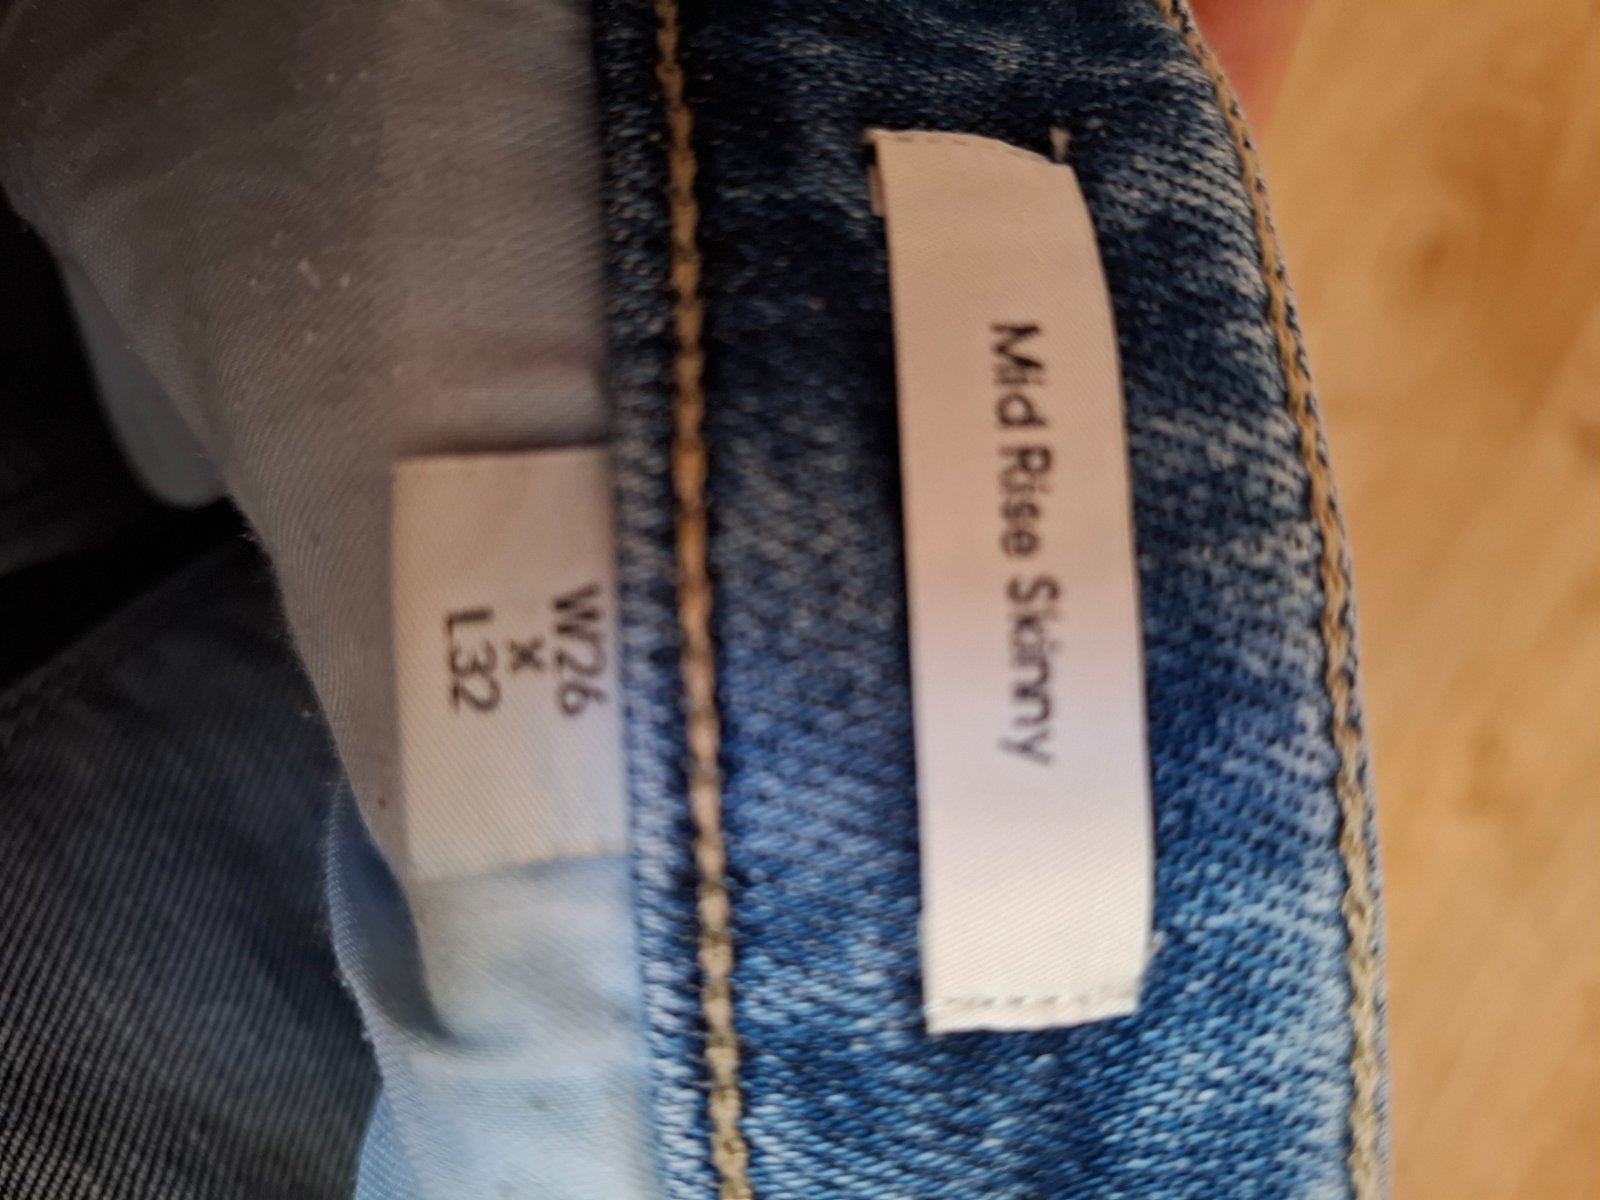 Mid Rise Skinny
W26
x
L32